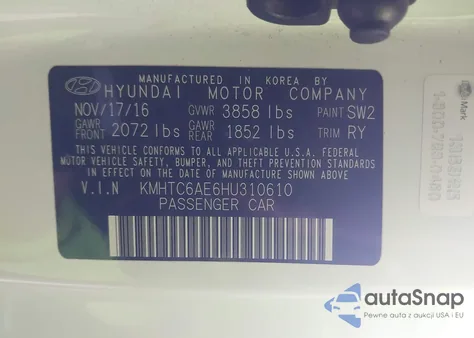 MANUFACTURED IN KOREA BY
HYUNDAI MOTOR COMPANY
NOV/17/16 GVWR 3858 lbs PAINT SW2
GAWR FRONT 2072 lbs GAWR REAR 1852 lbs TRIM RY
THIS VEHICLE CONFORMS TO ALL APPLICABLE U.S. FEDERAL
MOTOR VEHICLE SAFETY, BUMPER, AND THEFT PREVENTION STANDARDS
IN EFFECT ON THE DATE OF MANUFACTURE SHOWN ABOVE
V.I.N KMHTC6AE6HU310610
PASSENGER CAR
Mark
autoSnap
Pewne auta z aukcji USA i EU